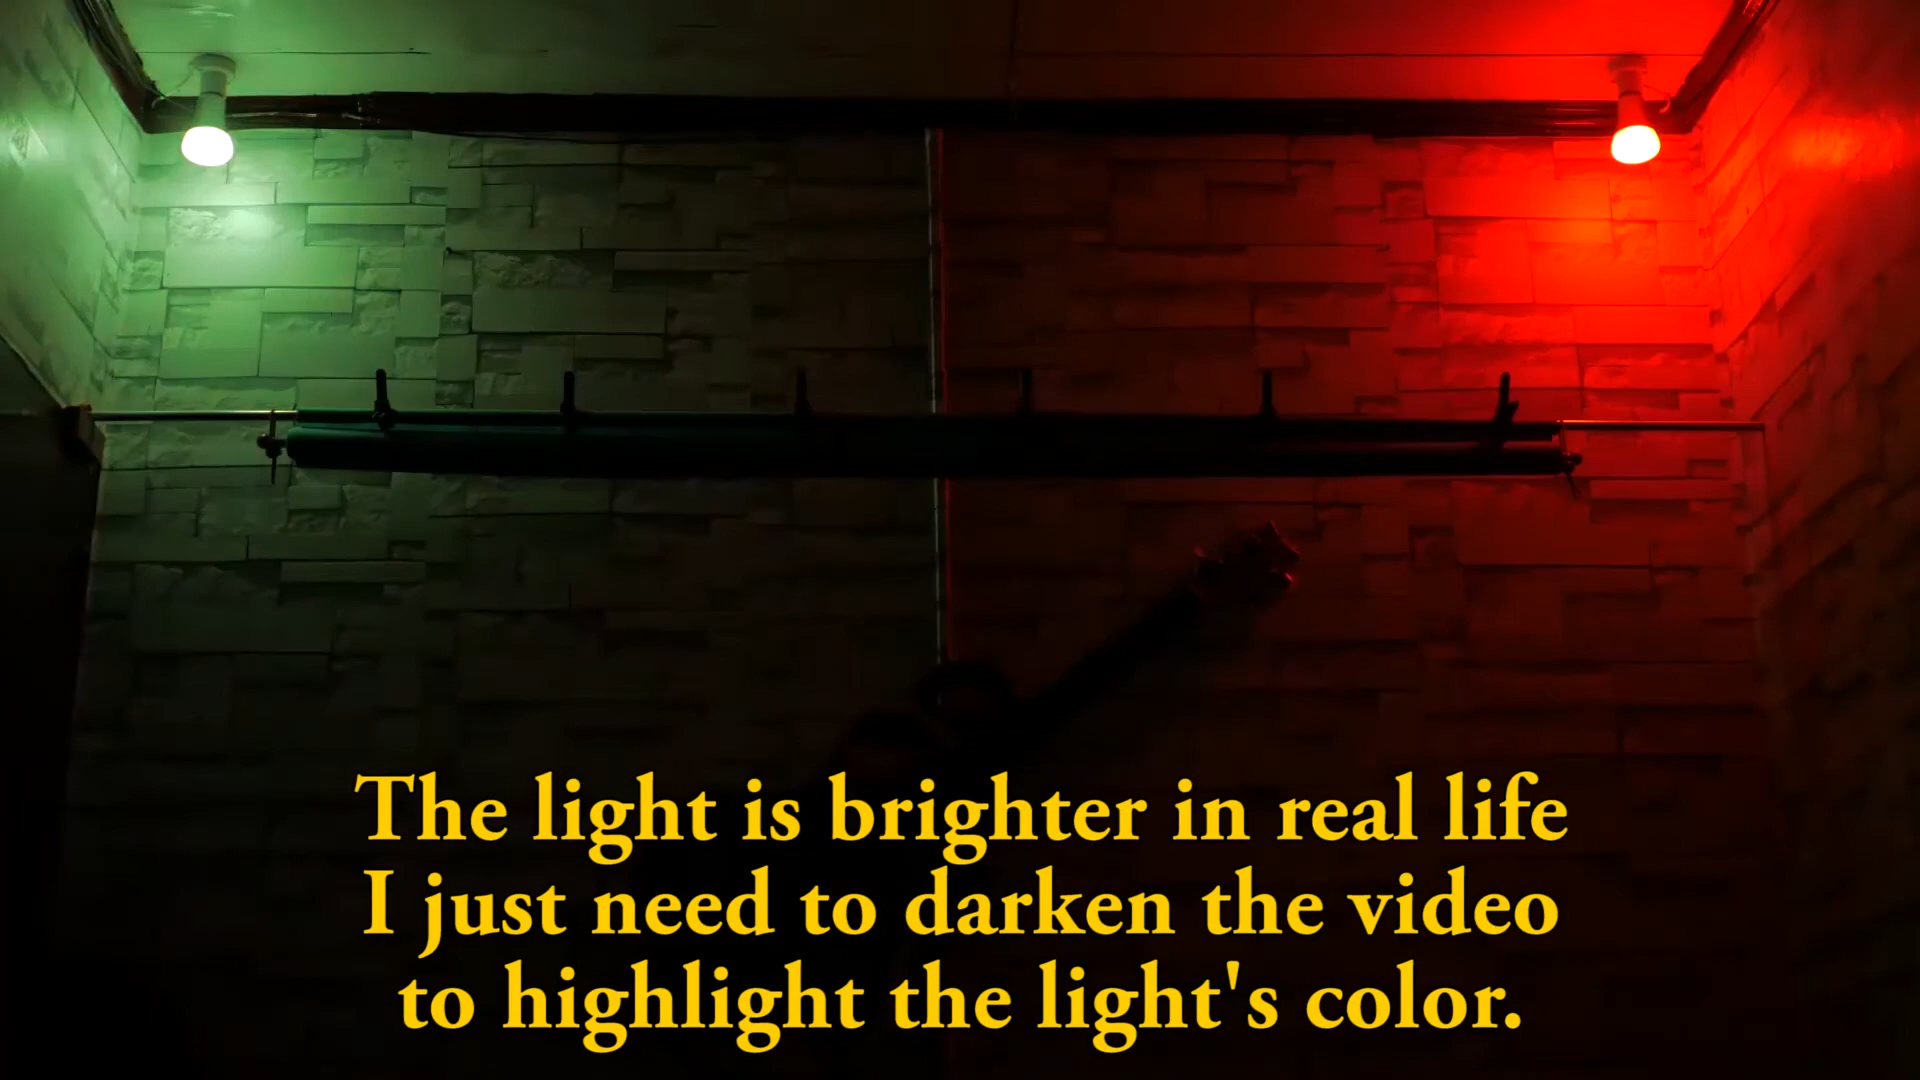 The light is brighter in real life
I just need to darken the video
to highlight the light's color.